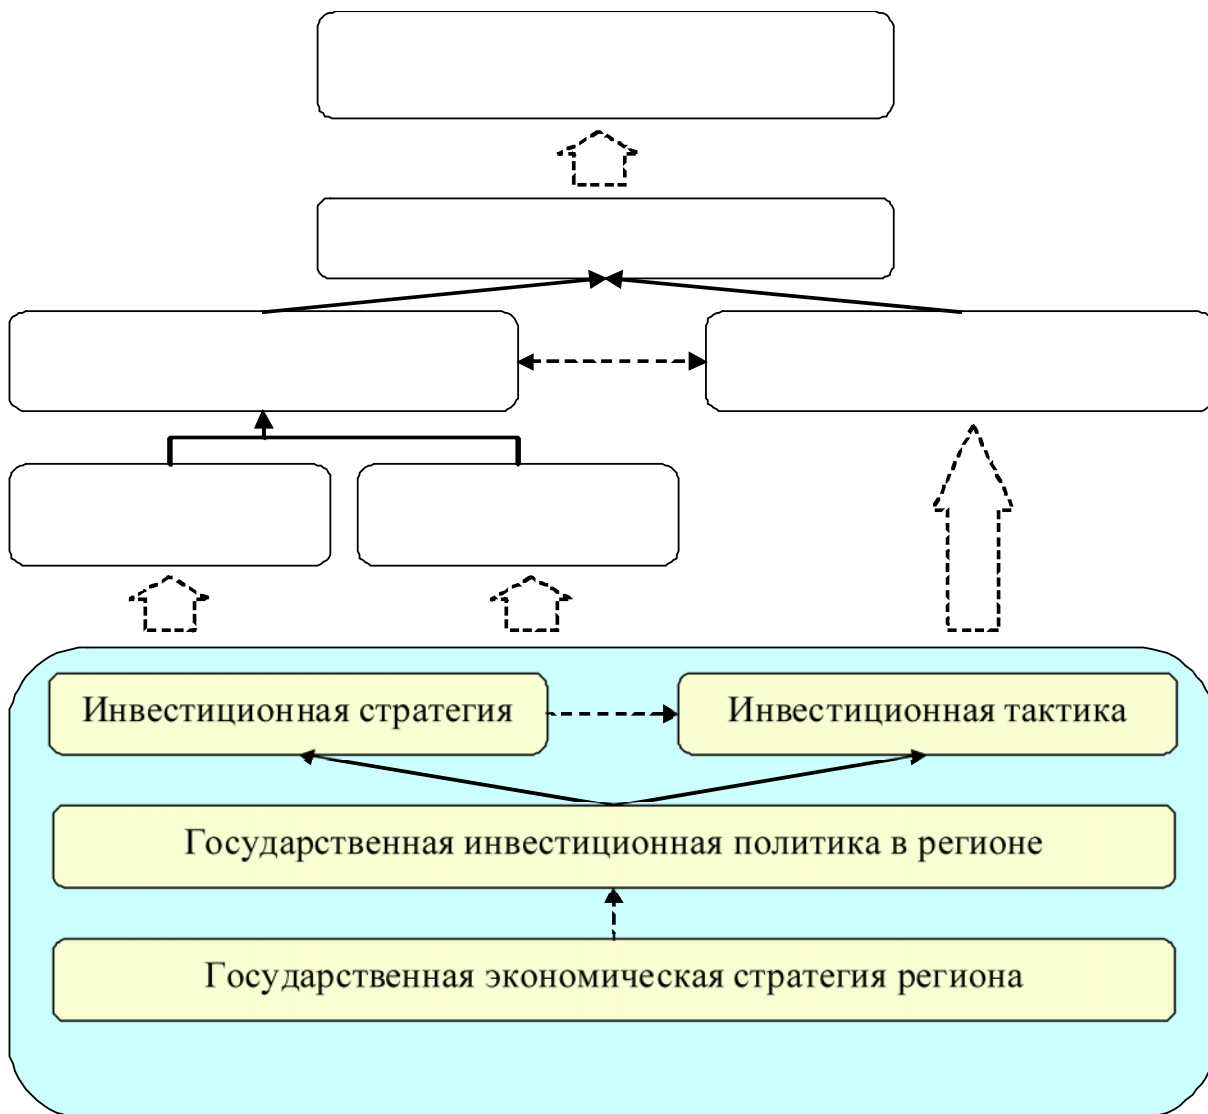 Инвестиционная стратегия
Инвестиционная тактика
Государственная инвестиционная политика в регионе
Государственная экономическая стратегия региона